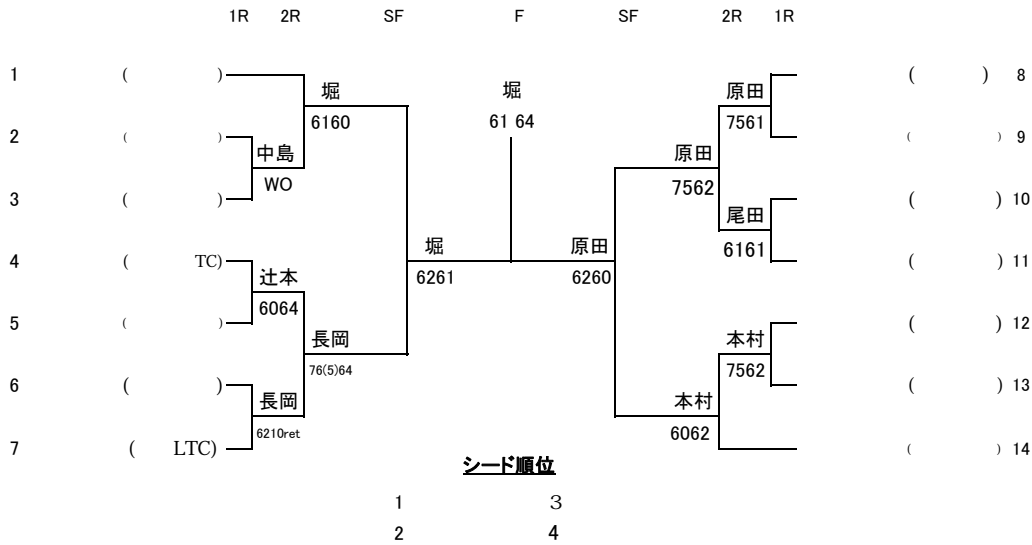 1R 2R SF F SF 2R 1R
1 ( ) ( ) 8
堀 堀 原田
6160 61 64 7561
2 ( ) ( ) 9
中島 原田
WO 7562
3 ( ) ( ) 10
尾田
6161
堀 原田
4 ( TC) ( ) 11
6261 6260
辻本
6064
5 ( ) ( ) 12
長岡 本村
76(5)64 7562
6 ( ) ( ) 13
長岡 本村
6210ret 6062
7 ( LTC) ( ) 14
シード順位
1 3
2 4